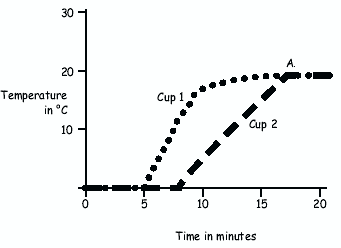 30
20
A.
Temperature
Cup 1
in °C
Cup 2
10
0
5
10
15
20
Time in minutes